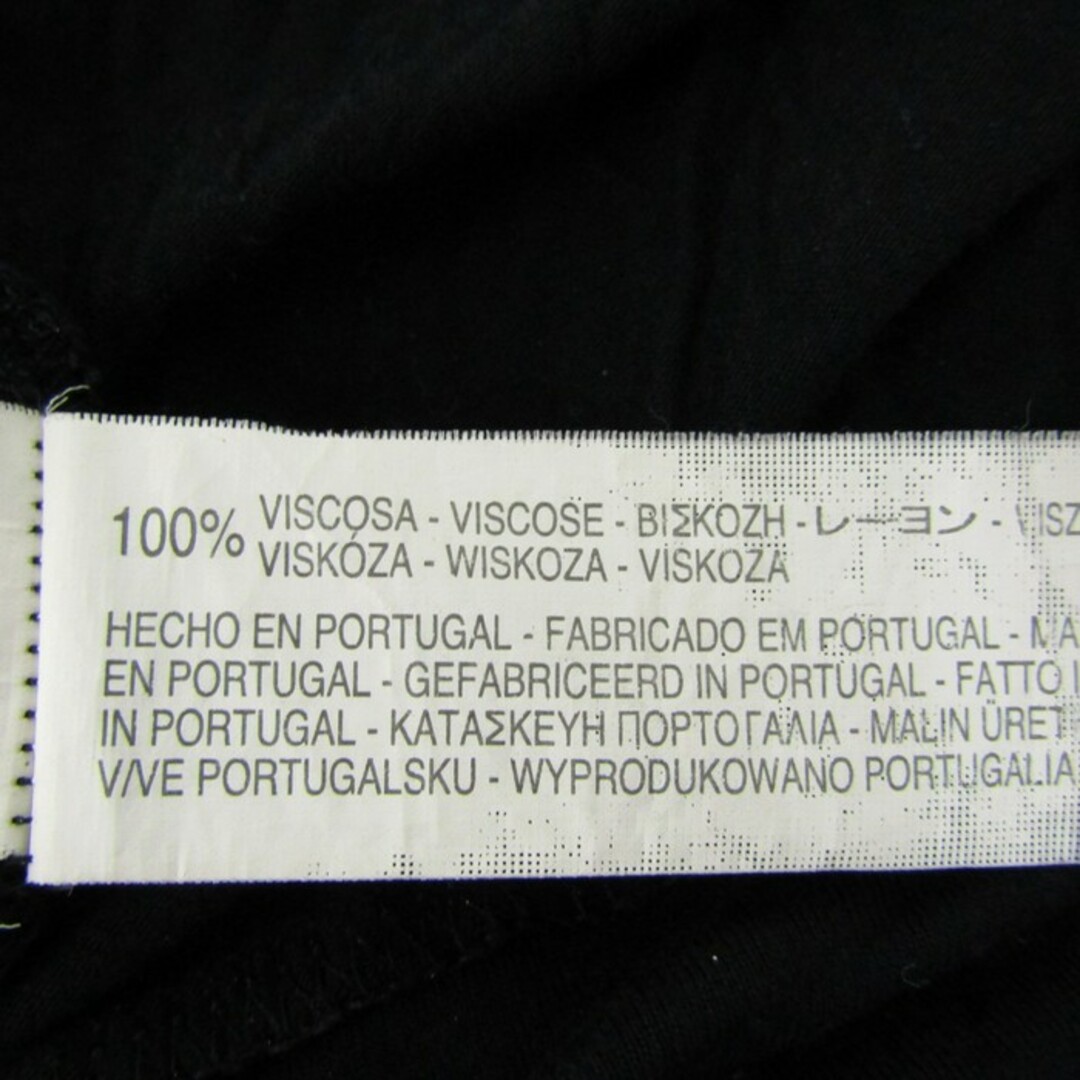 100% VISCOSA - VISCOSE - ΒΙΣΚΟΖΗ - レーヨン -
VISKÓZA - WISKOZA - VISKOZA
HECHO EN PORTUGAL - FABRICADO EM PORTUGAL -
EN PORTUGAL - GEFABRICEERD IN PORTUGAL - FATTO
IN PORTUGAL - ΚΑΤΑΣΚΕΥΗ ΠΟΡΤΟΓΑΛΙΑ - MALIN ÜRET
V/VE PORTUGALSKU - WYPRODUKOWANO PORTUGALIA